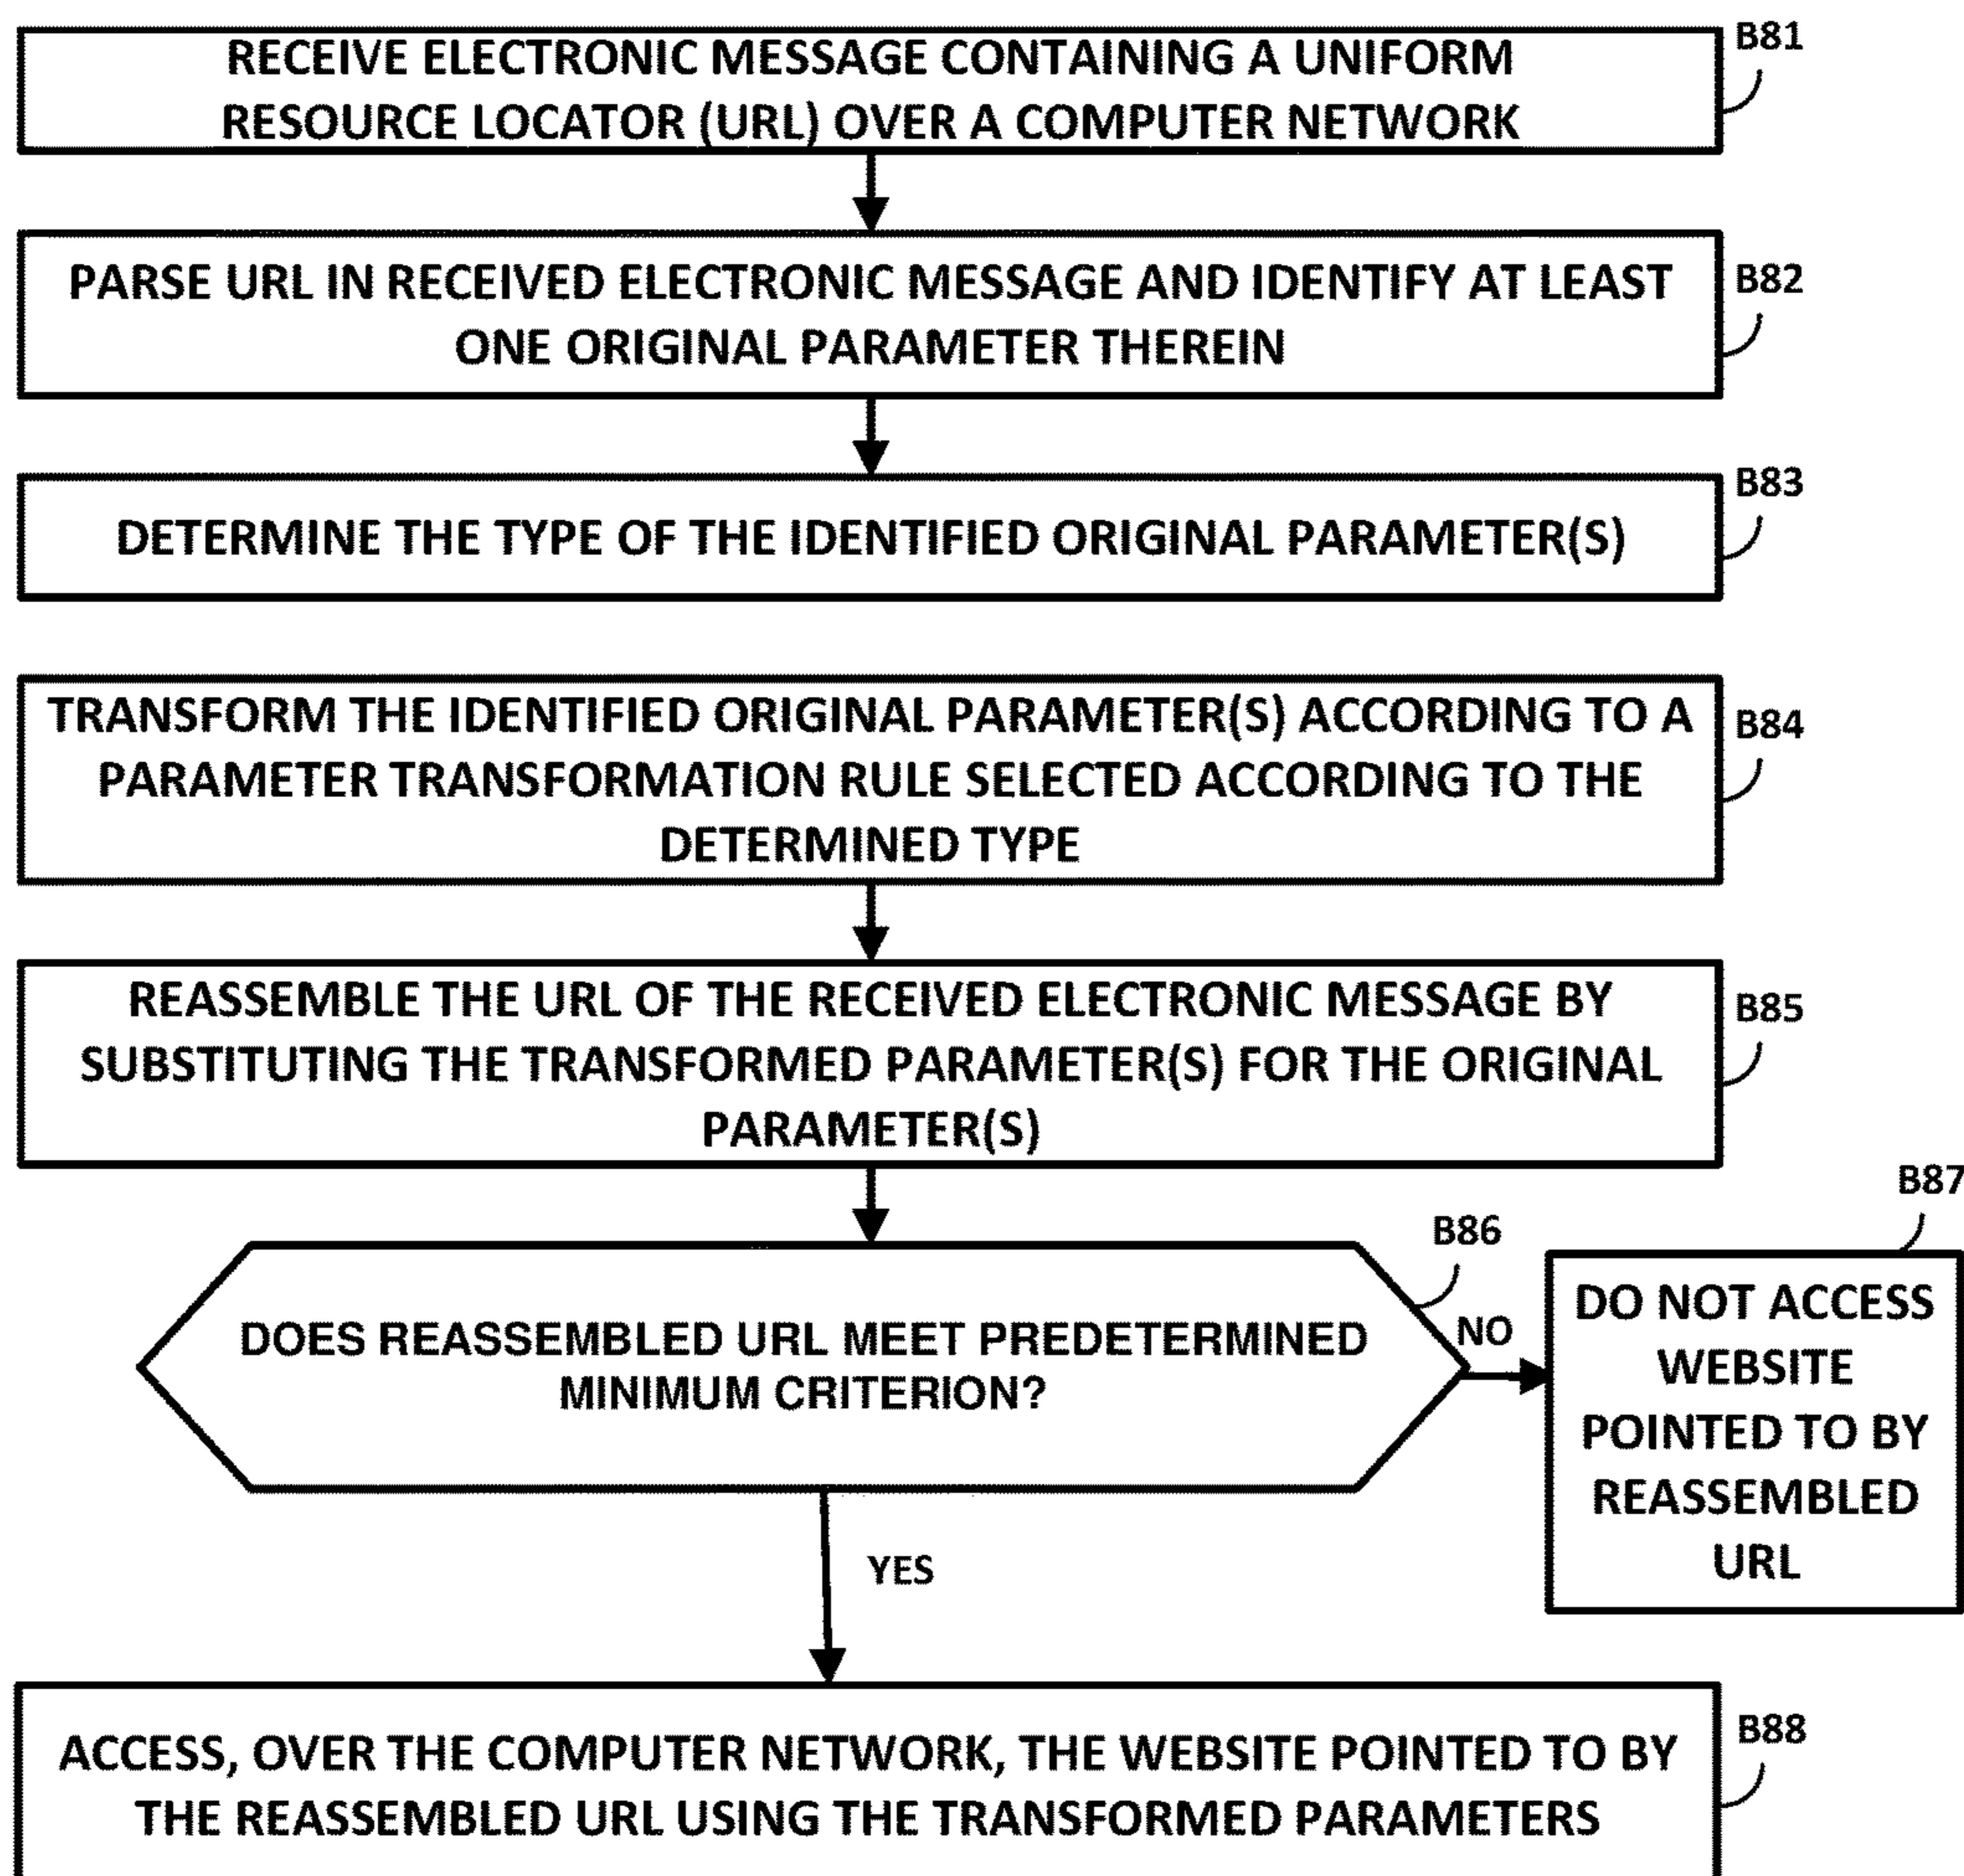 RECEIVE ELECTRONIC MESSAGE CONTAINING A UNIFORM
RESOURCE LOCATOR (URL) OVER A COMPUTER NETWORK
B81
PARSE URL IN RECEIVED ELECTRONIC MESSAGE AND IDENTIFY AT LEAST
ONE ORIGINAL PARAMETER THEREIN
B82
DETERMINE THE TYPE OF THE IDENTIFIED ORIGINAL PARAMETER(S)
B83
TRANSFORM THE IDENTIFIED ORIGINAL PARAMETER(S) ACCORDING TO A
PARAMETER TRANSFORMATION RULE SELECTED ACCORDING TO THE
DETERMINED TYPE
B84
REASSEMBLE THE URL OF THE RECEIVED ELECTRONIC MESSAGE BY
SUBSTITUTING THE TRANSFORMED PARAMETER(S) FOR THE ORIGINAL
PARAMETER(S)
B85
DOES REASSEMBLED URL MEET PREDETERMINED
MINIMUM CRITERION?
B86
NO
B87
DO NOT ACCESS
WEBSITE
POINTED TO BY
REASSEMBLED
URL
YES
ACCESS, OVER THE COMPUTER NETWORK, THE WEBSITE POINTED TO BY
THE REASSEMBLED URL USING THE TRANSFORMED PARAMETERS
B88